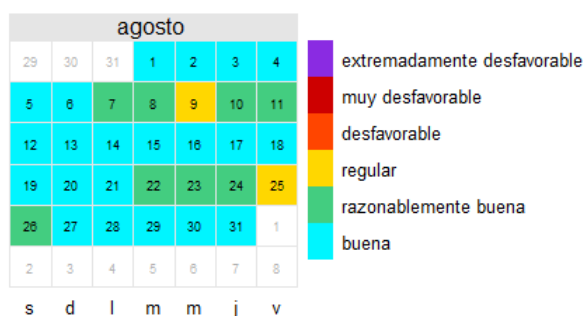 agosto
29 30 31 1 2 3 4
5 6 7 8 9 10 11
12 13 14 15 16 17 18
19 20 21 22 23 24 25
26 27 28 29 30 31 1
2 3 4 5 6 7 8
s d l m m j v
extremadamente desfavorable
muy desfavorable
desfavorable
regular
razonablemente buena
buena